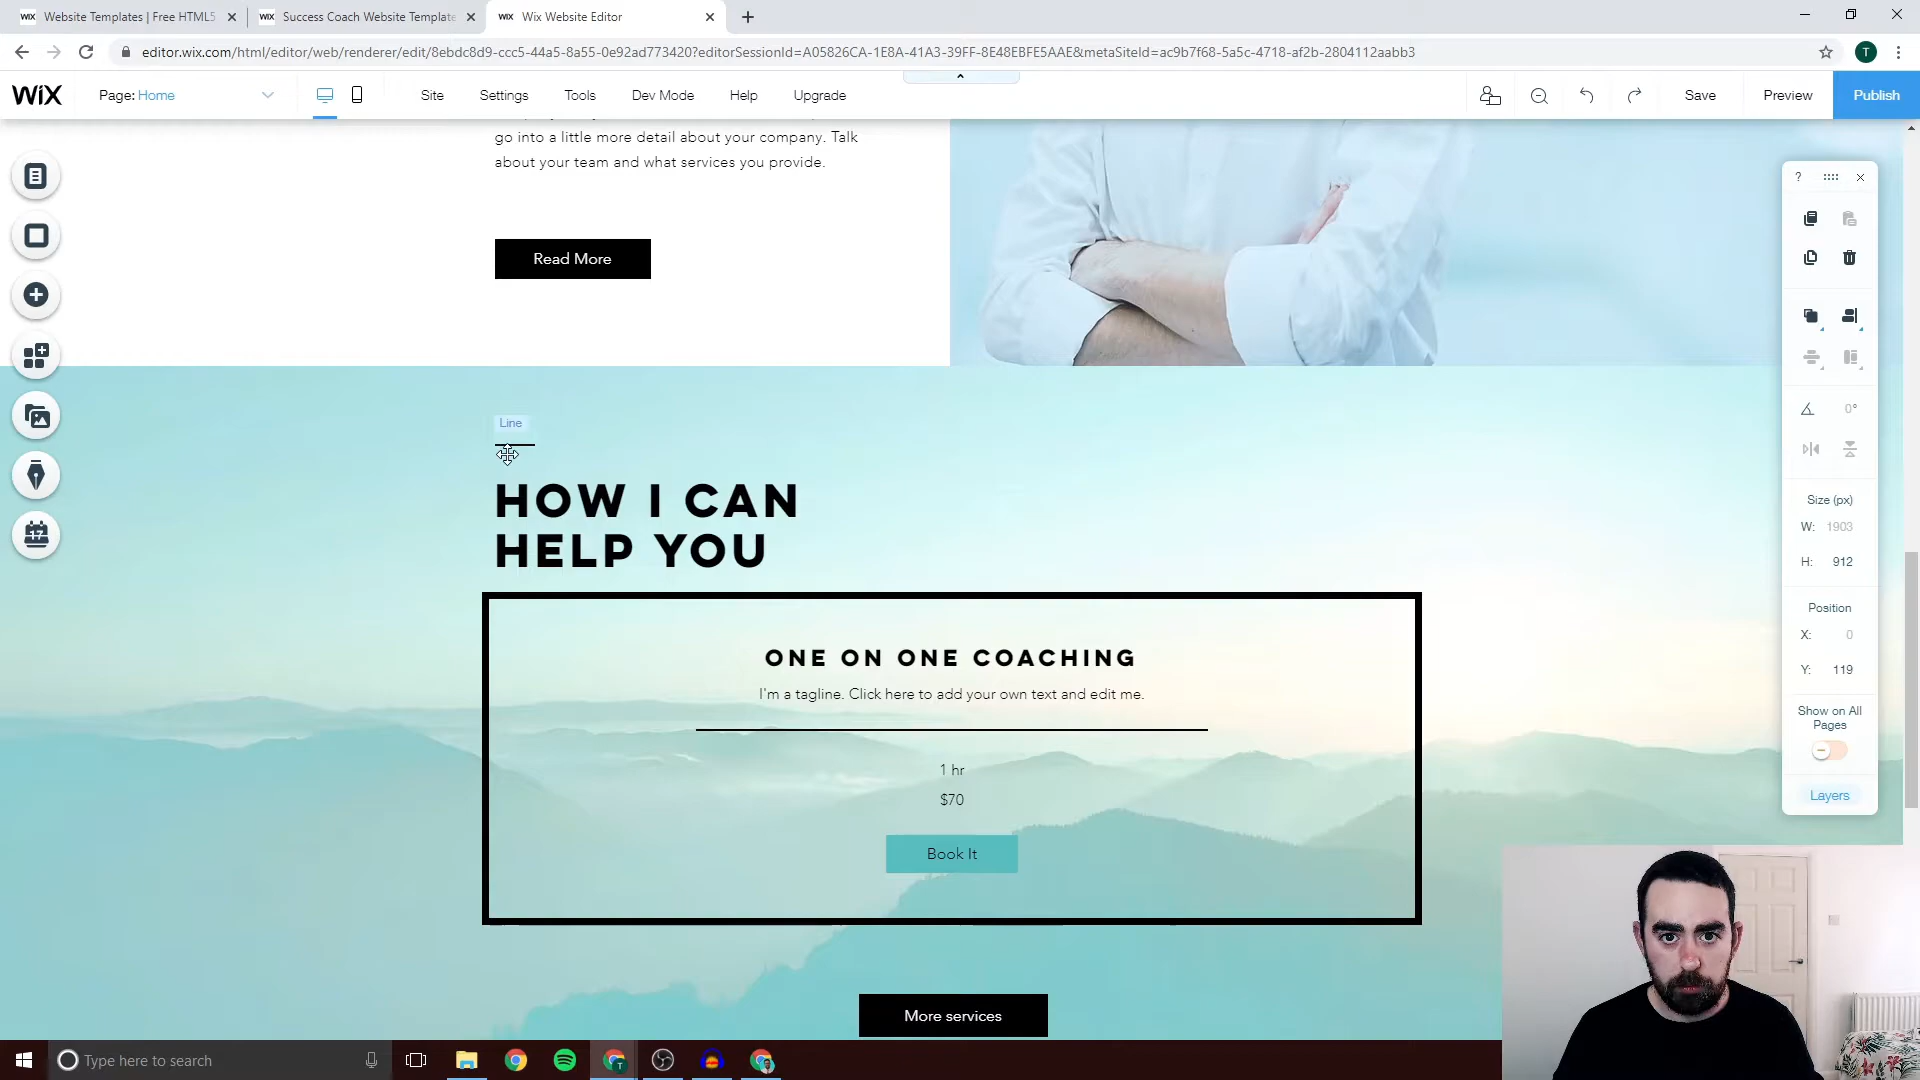 WIX Website Templates | Free HTML5
WIX Success Coach Website Template
WIX Wix Website Editor
editor.wix.com/html/editor/web/renderer/edit/8ebdc8d9-ccc5-44a5-8a55-0e92ad773420?editorSessionId=A05826CA-1E8A-41A3-39FF-8E48EBFE5AAE&metaSiteId=ac9b7f68-5a5c-4718-af2b-2804112aabb3
T
WIX Page: Home Site Settings Tools Dev Mode Help Upgrade Save Preview Publish
go into a little more detail about your company. Talk
about your team and what services you provide.
Read More
Line
HOW I CAN
HELP YOU
ONE ON ONE COACHING
I'm a tagline. Click here to add your own text and edit me.
1 hr
$70
Book It
More services
?
0°
Size (px)
W: 1903
H: 912
Position
X: 0
Y: 119
Show on All
Pages
Layers
17
Type here to search